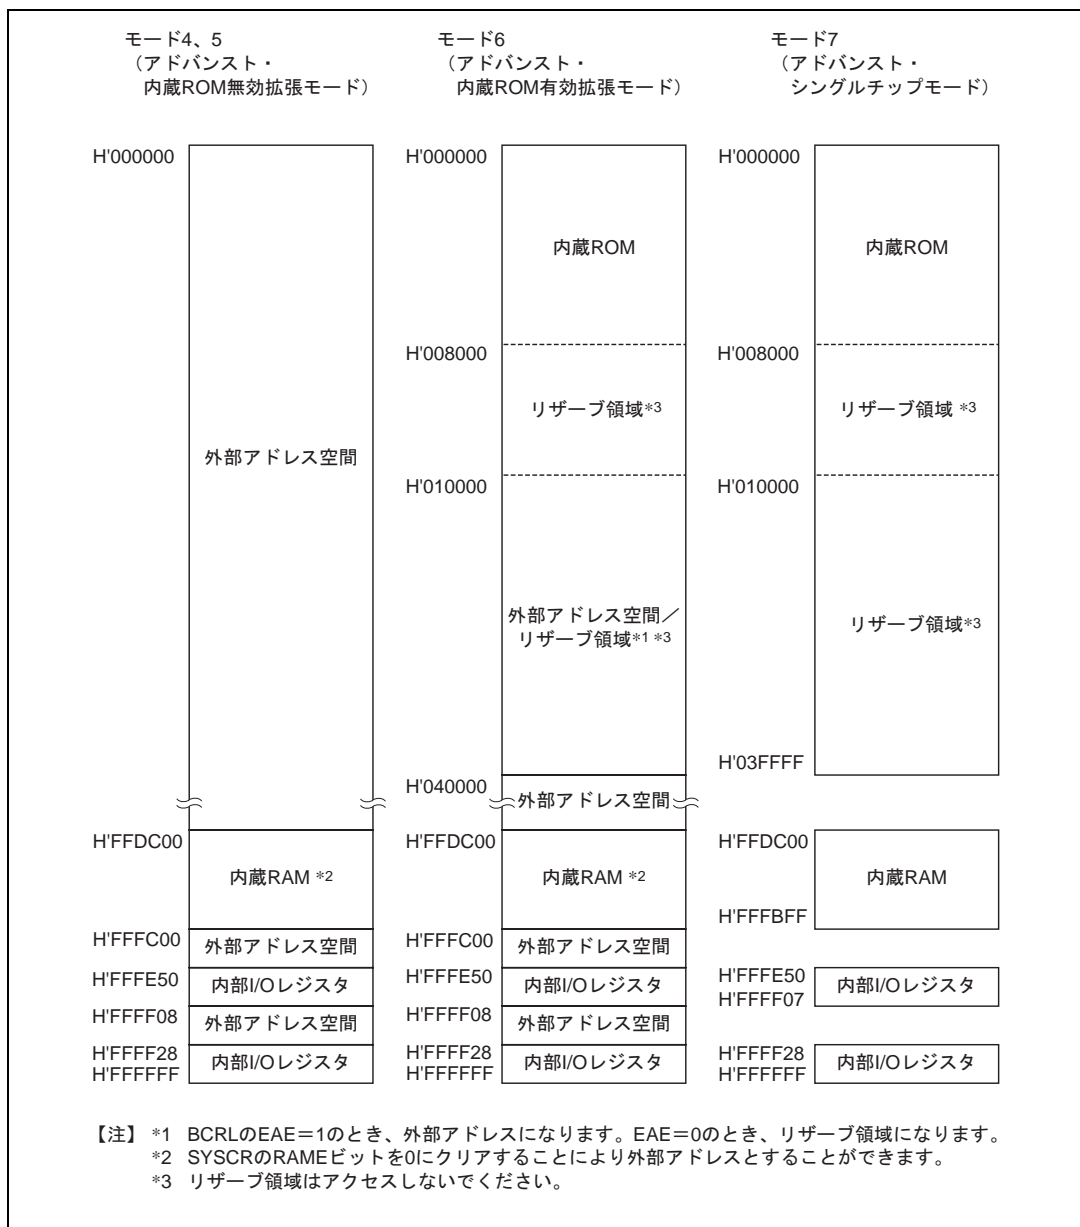 モード4、5
（アドバンスト・
内蔵ROM無効拡張モード）
H'000000
外部アドレス空間
H'FFDC00
内蔵RAM *2
H'FFFC00
外部アドレス空間
H'FFFE50
内部I/Oレジスタ
H'FFFF08
外部アドレス空間
H'FFFF28
内部I/Oレジスタ
H'FFFFFF
モード6
（アドバンスト・
内蔵ROM有効拡張モード）
H'000000
内蔵ROM
H'008000
リザーブ領域*3
H'010000
外部アドレス空間／
リザーブ領域*1 *3
H'040000
外部アドレス空間
H'FFDC00
内蔵RAM *2
H'FFFC00
外部アドレス空間
H'FFFE50
内部I/Oレジスタ
H'FFFF08
外部アドレス空間
H'FFFF28
内部I/Oレジスタ
H'FFFFFF
モード7
（アドバンスト・
シングルチップモード）
H'000000
内蔵ROM
H'008000
リザーブ領域 *3
H'010000
リザーブ領域*3
H'03FFFF
H'FFDC00
内蔵RAM
H'FFFBFF
H'FFFE50
内部I/Oレジスタ
H'FFFF07
H'FFFF28
内部I/Oレジスタ
H'FFFFFF
【注】 *1 BCRLのEAE＝1のとき、外部アドレスになります。EAE＝0のとき、リザーブ領域になります。
*2 SYSCRのRAMEビットを0にクリアすることにより外部アドレスとすることができます。
*3 リザーブ領域はアクセスしないでください。